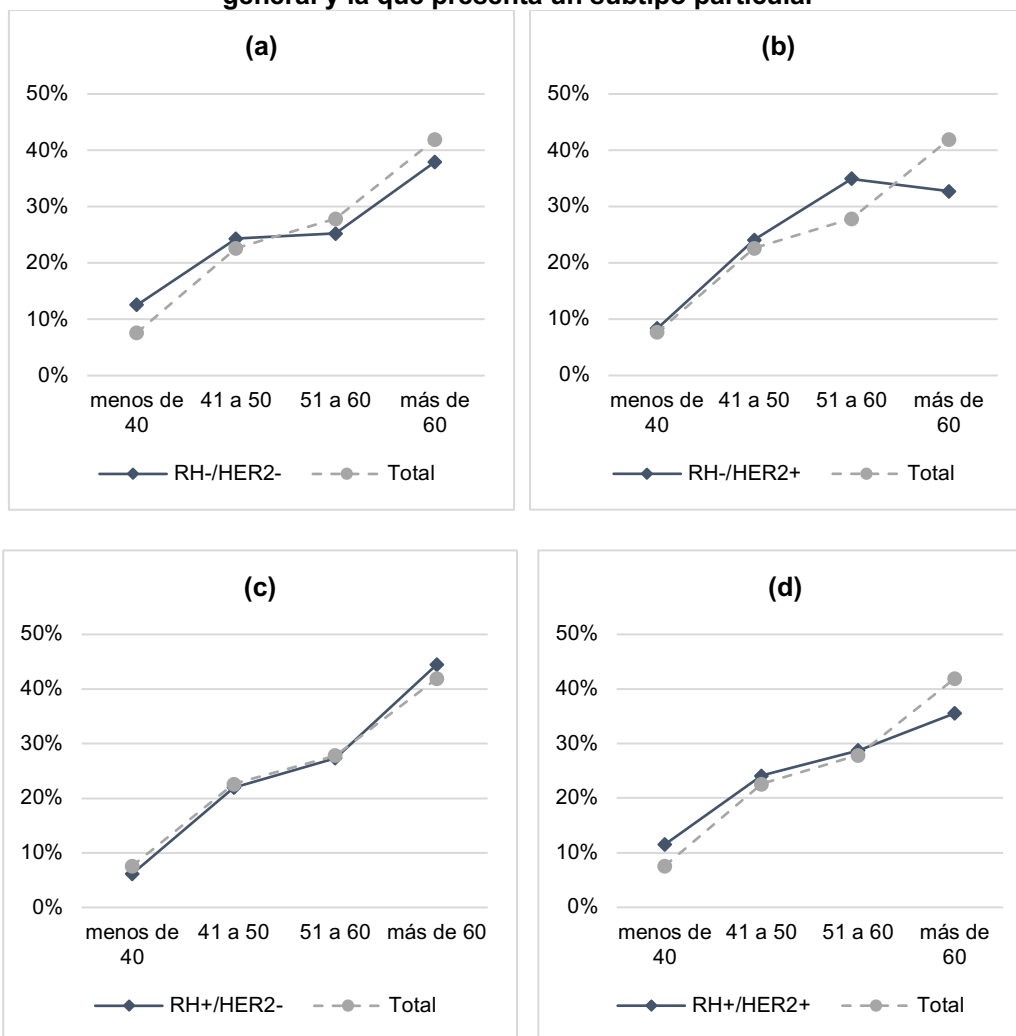 general y la que presenta un subtipo particular
(a)
50%
40%
30%
20%
10%
0%
menos de 40
41 a 50
51 a 60
más de 60
RH-/HER2-
Total
(b)
50%
40%
30%
20%
10%
0%
menos de 40
41 a 50
51 a 60
más de 60
RH-/HER2+
Total
(c)
50%
40%
30%
20%
10%
0%
menos de 40
41 a 50
51 a 60
más de 60
RH+/HER2-
Total
(d)
50%
40%
30%
20%
10%
0%
menos de 40
41 a 50
51 a 60
más de 60
RH+/HER2+
Total